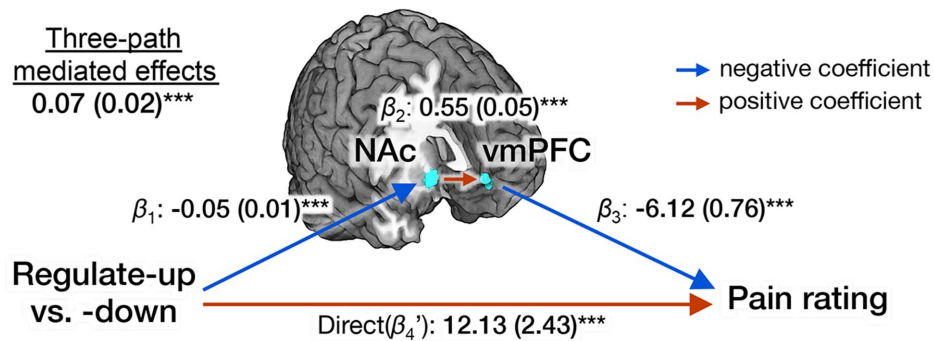 Three-path
mediated effects
0.07 (0.02)***
negative coefficient
positive coefficient
β2: 0.55 (0.05)***
NAc vmPFC
β1: -0.05 (0.01)***
β3: -6.12 (0.76)***
Regulate-up
vs. -down
Pain rating
Direct(β4’): 12.13 (2.43)***